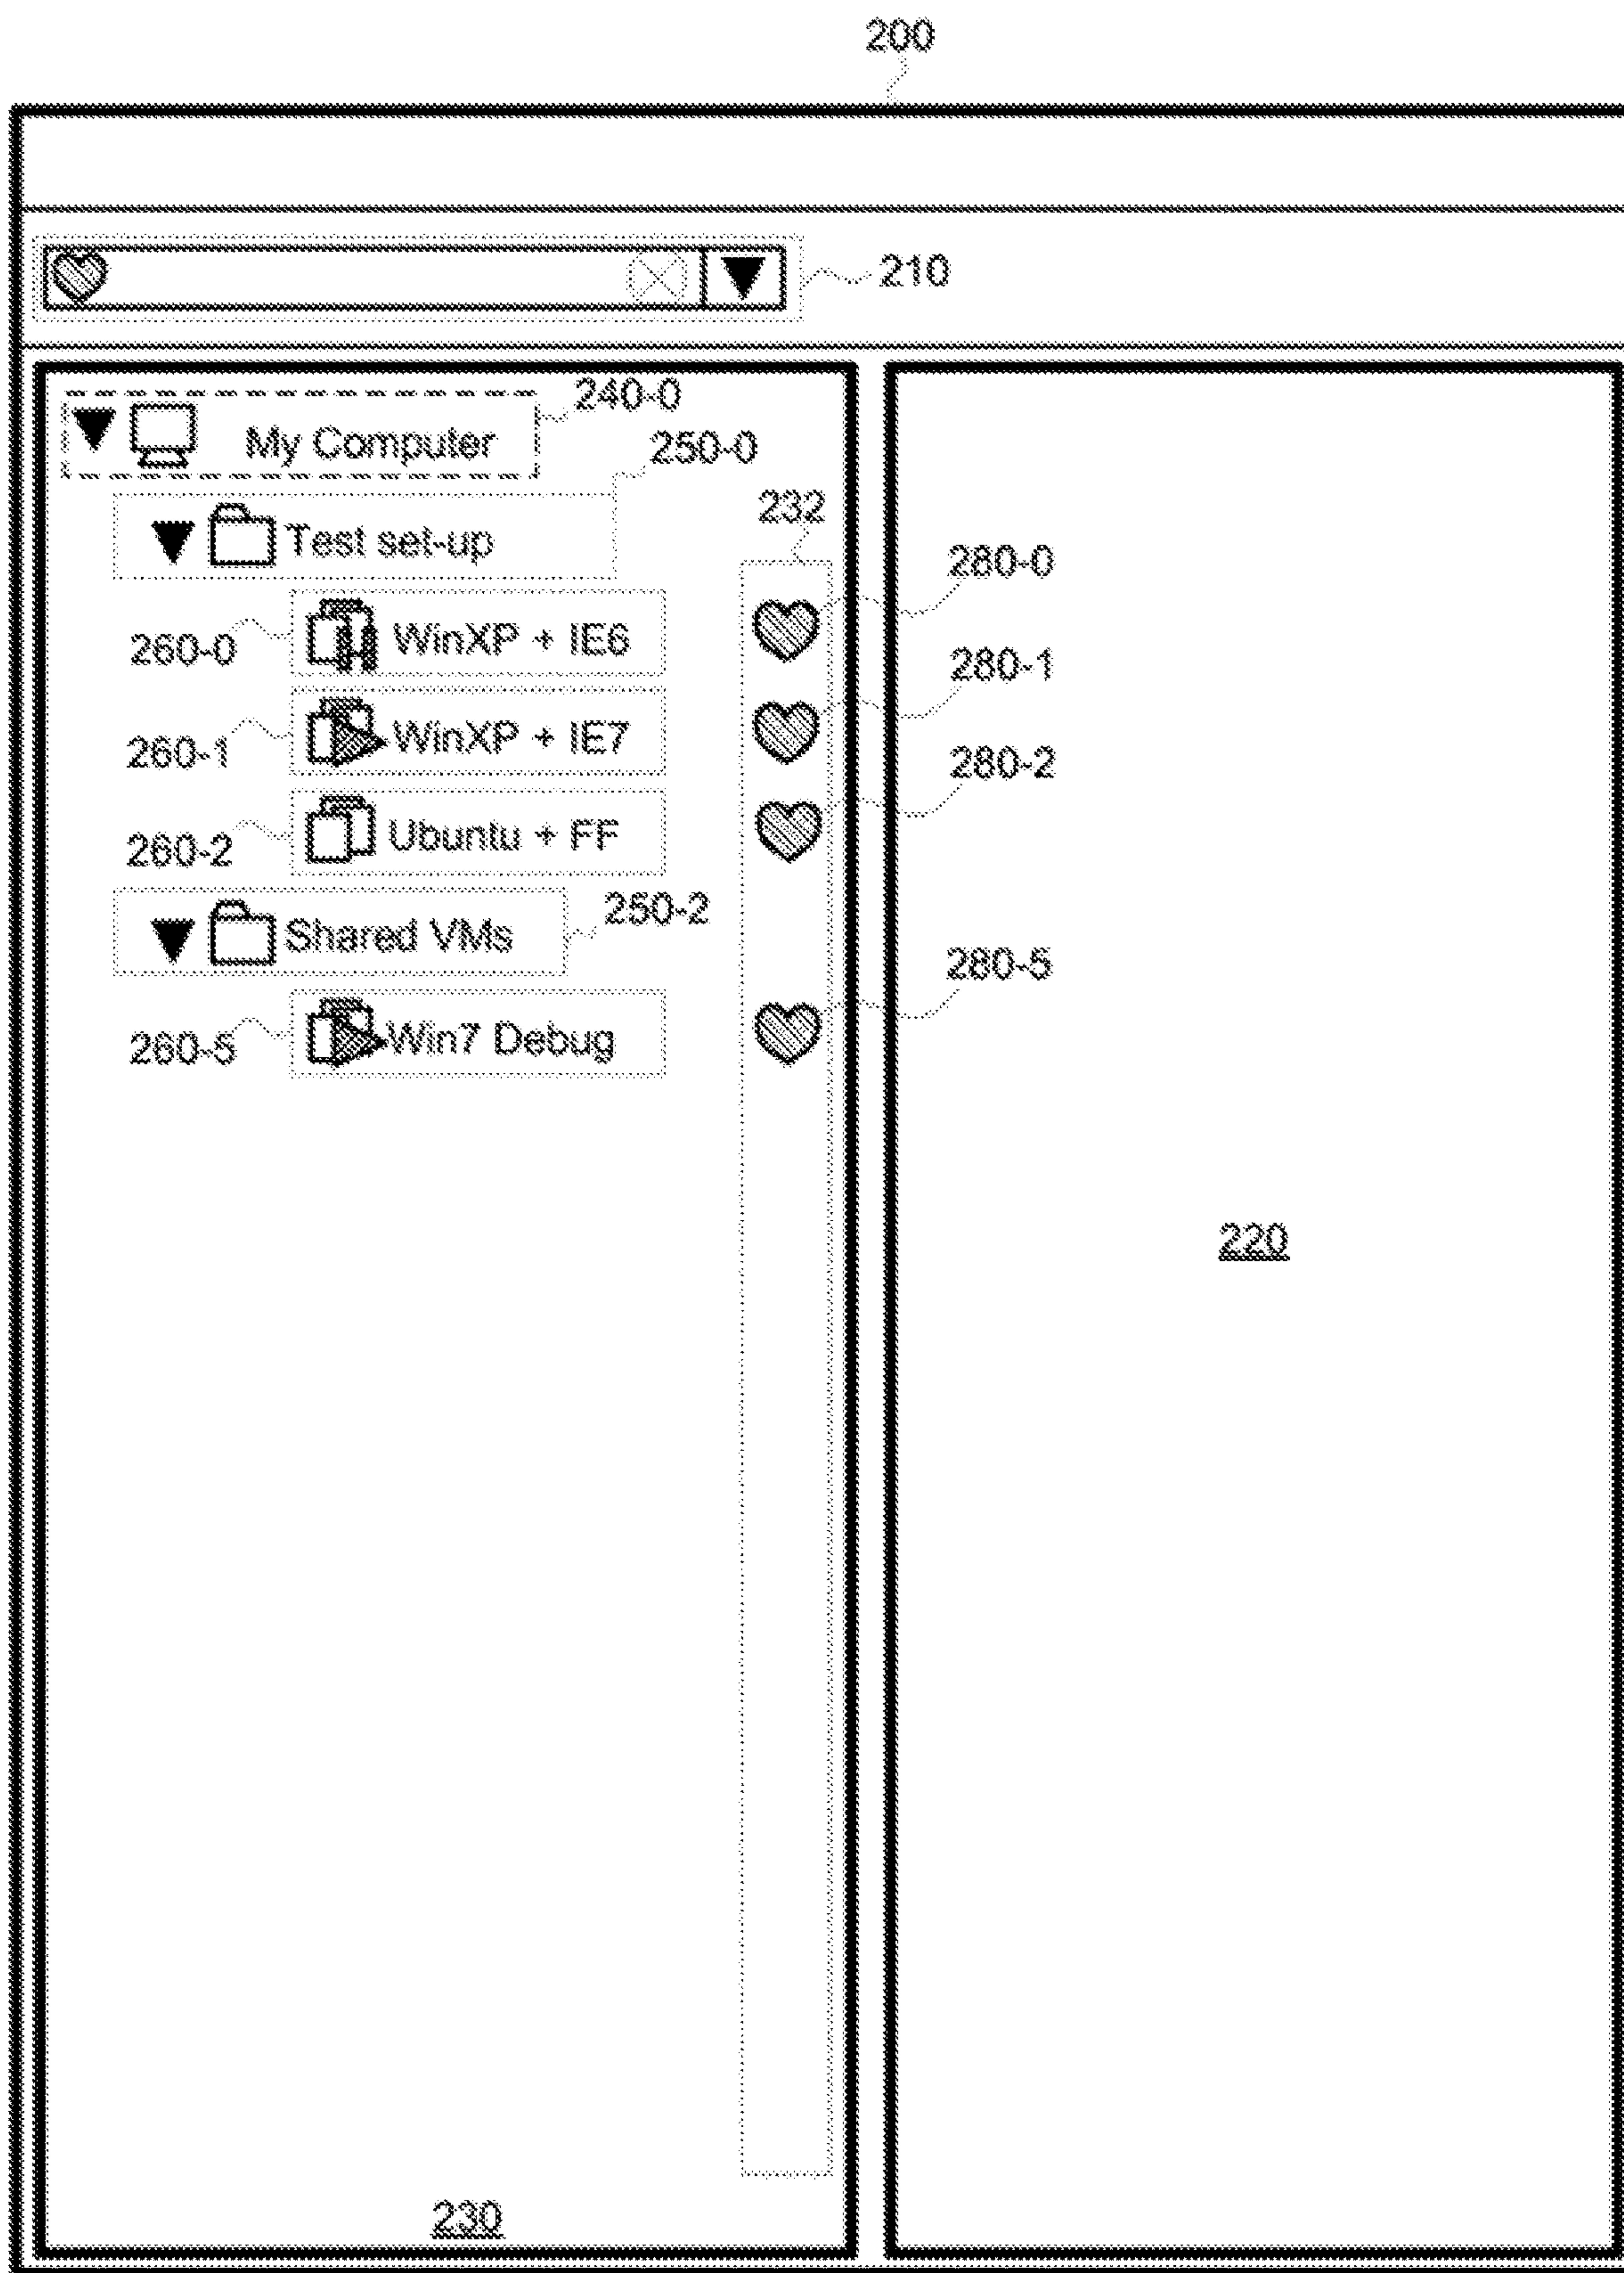 200
210
240-0
My Computer
250-0
Test set-up
232
280-0
260-0
WinXP + IE6
280-1
260-1
WinXP + IE7
280-2
260-2
Ubuntu + FF
250-2
Shared VMs
280-5
260-5
Win7 Debug
220
230